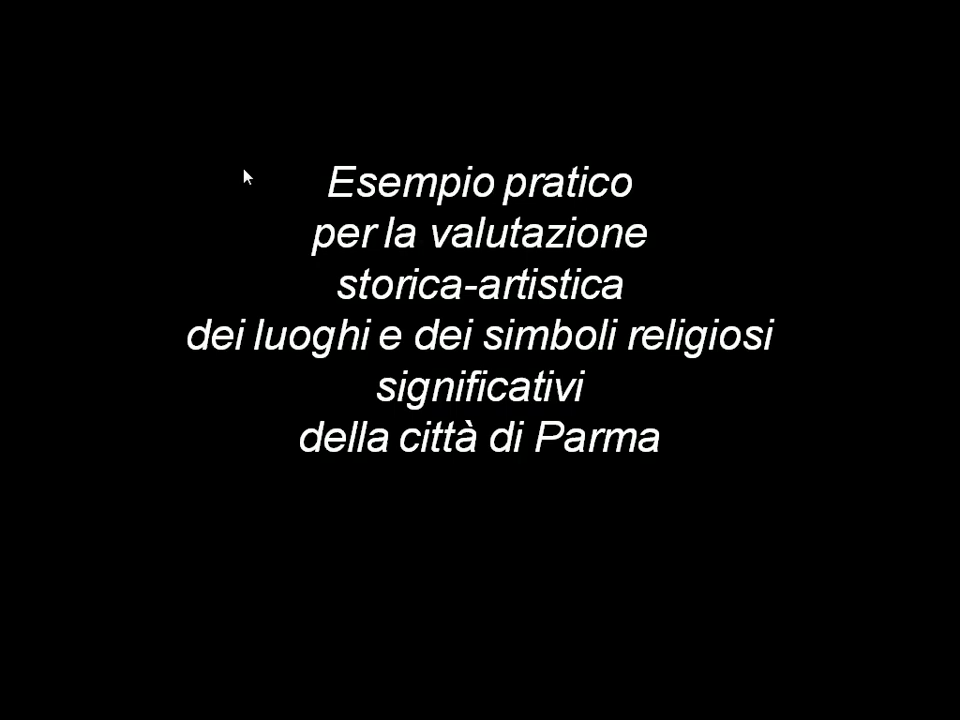 Esempio pratico
per la valutazione
storica-artistica
dei luoghi e dei simboli religiosi
significativi
della città di Parma